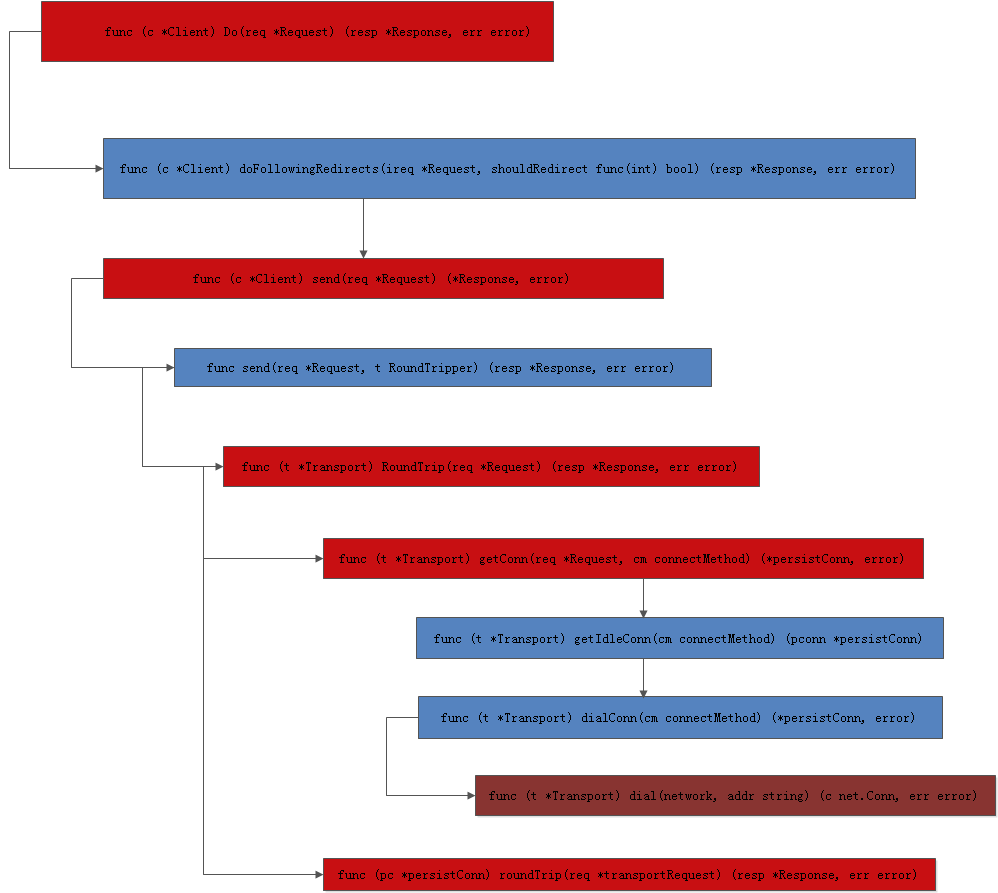 func (c *Client) Do(req *Request) (resp *Response, err error)
func (c *Client) doFollowingRedirects(ireq *Request, shouldRedirect func(int) bool) (resp *Response, err error)
func (c *Client) send(req *Request) (*Response, error)
func send(req *Request, t RoundTripper) (resp *Response, err error)
func (t *Transport) RoundTrip(req *Request) (resp *Response, err error)
func (t *Transport) getConn(req *Request, cm connectMethod) (*persistConn, error)
func (t *Transport) getIdleConn(cm connectMethod) (pconn *persistConn)
func (t *Transport) dialConn(cm connectMethod) (*persistConn, error)
func (t *Transport) dial(network, addr string) (c net.Conn, err error)
func (pc *persistConn) roundTrip(req *transportRequest) (resp *Response, err error)